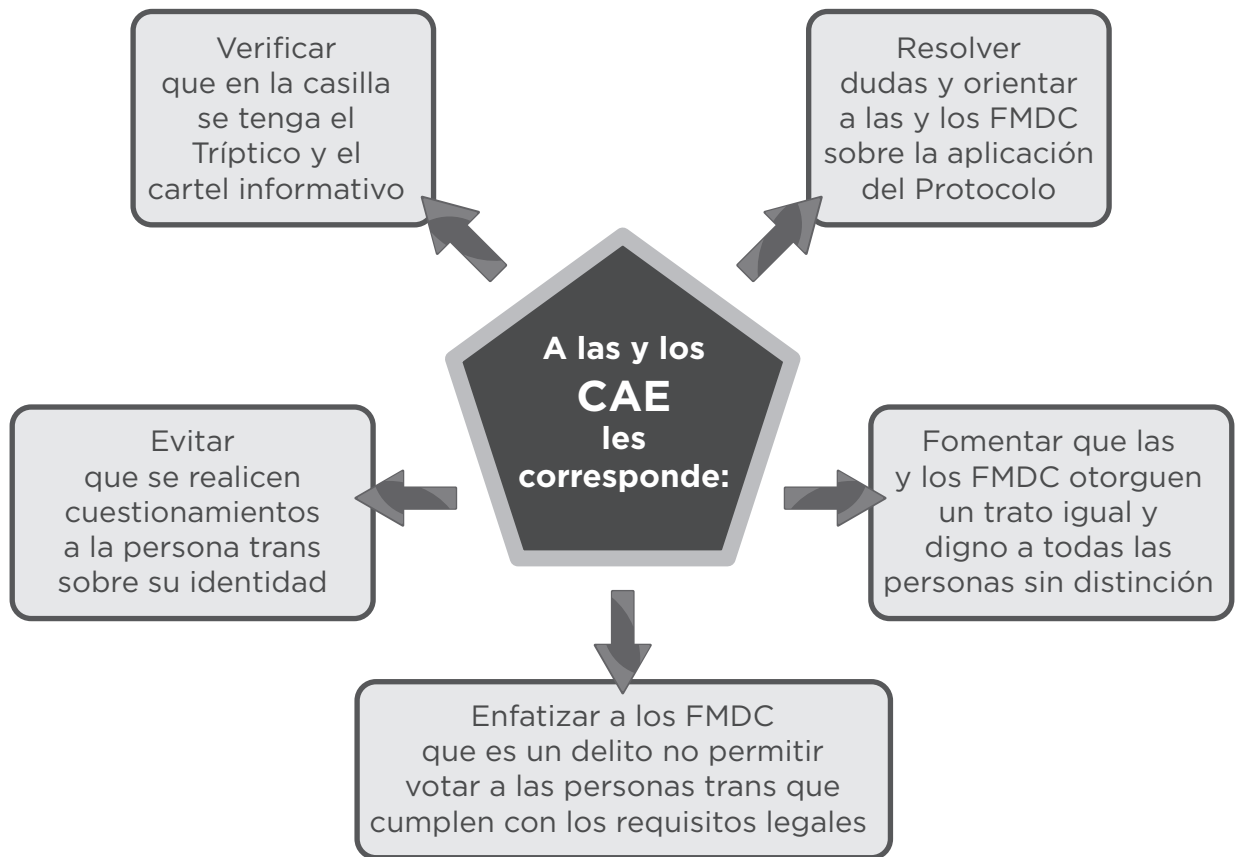 Verificar
que en la casilla
se tenga el
Tríptico y el
cartel informativo
Resolver
dudas y orientar
a las y los FMDC
sobre la aplicación
del Protocolo
A las y los
CAE
les
corresponde:
Evitar
que se realicen
cuestionamientos
a la persona trans
sobre su identidad
Fomentar que las
y los FMDC otorguen
un trato igual y
digno a todas las
personas sin distinción
Enfatizar a los FMDC
que es un delito no permitir
votar a las personas trans que
cumplen con los requisitos legales